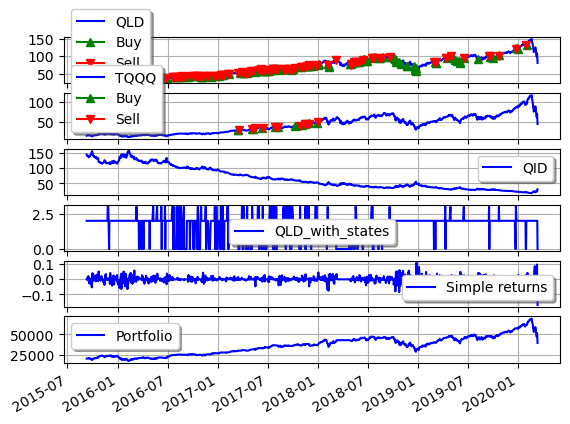 QLD
Buy
Sell
150
100
50
TQQQ
Buy
Sell
100
50
150
100
50
QID
2.5
0.0
QLD_with_states
0.1
0.0
−0.1
Simple returns
50000
25000
Portfolio
2015-07
2016-01
2016-07
2017-01
2017-07
2018-01
2018-07
2019-01
2019-07
2020-01